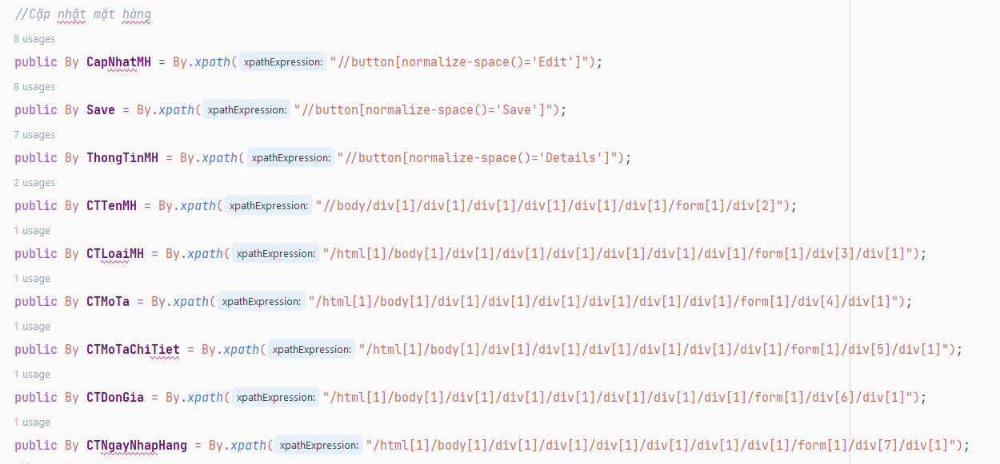 //Cập nhật mặt hàng
8 usages
public By CapNhatMH = By.xpath( xpathExpression: "//button[normalize-space()='Edit']");
8 usages
public By Save = By.xpath( xpathExpression: "//button[normalize-space()='Save']");
7 usages
public By ThongTinMH = By.xpath( xpathExpression: "//button[normalize-space()='Details']");
2 usages
public By CTTenMH = By.xpath( xpathExpression: "//body/div[1]/div[1]/div[1]/div[1]/div[1]/div[1]/form[1]/div[2]");
1 usage
public By CTLoaiMH = By.xpath( xpathExpression: "/html[1]/body[1]/div[1]/div[1]/div[1]/div[1]/div[1]/div[1]/form[1]/div[3]/div[1]");
1 usage
public By CTMoTa = By.xpath( xpathExpression: "/html[1]/body[1]/div[1]/div[1]/div[1]/div[1]/div[1]/div[1]/form[1]/div[4]/div[1]");
1 usage
public By CTMoTaChiTiet = By.xpath( xpathExpression: "/html[1]/body[1]/div[1]/div[1]/div[1]/div[1]/div[1]/div[1]/form[1]/div[5]/div[1]");
1 usage
public By CTDonGia = By.xpath( xpathExpression: "/html[1]/body[1]/div[1]/div[1]/div[1]/div[1]/div[1]/div[1]/form[1]/div[6]/div[1]");
1 usage
public By CTNgayNhapHang = By.xpath( xpathExpression: "/html[1]/body[1]/div[1]/div[1]/div[1]/div[1]/div[1]/div[1]/form[1]/div[7]/div[1]");